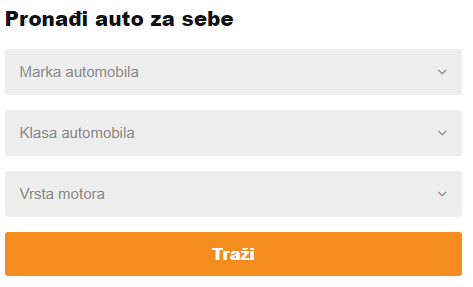 Pronađi auto za sebe
Marka automobila
Klasa automobila
Vrsta motora
Traži